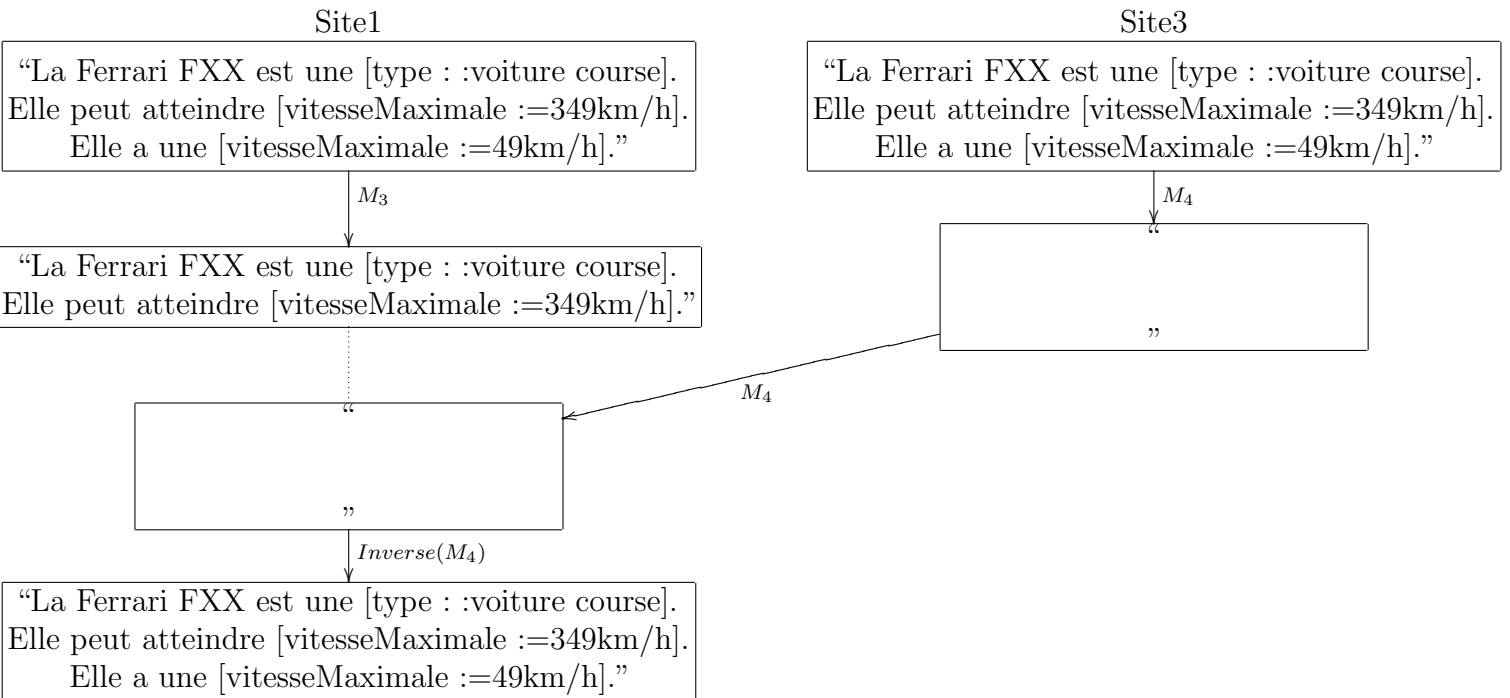 Site1
“La Ferrari FXX est une [type : :voiture course].
Elle peut atteindre [vitesseMaximale :=349km/h].
Elle a une [vitesseMaximale :=49km/h].”
Site3
“La Ferrari FXX est une [type : :voiture course].
Elle peut atteindre [vitesseMaximale :=349km/h].
Elle a une [vitesseMaximale :=49km/h].”
M₃
M₄
“La Ferrari FXX est une [type : :voiture course].
Elle peut atteindre [vitesseMaximale :=349km/h].”
“
”
M₄
“
”
Inverse(M₄)
“La Ferrari FXX est une [type : :voiture course].
Elle peut atteindre [vitesseMaximale :=349km/h].
Elle a une [vitesseMaximale :=49km/h].”